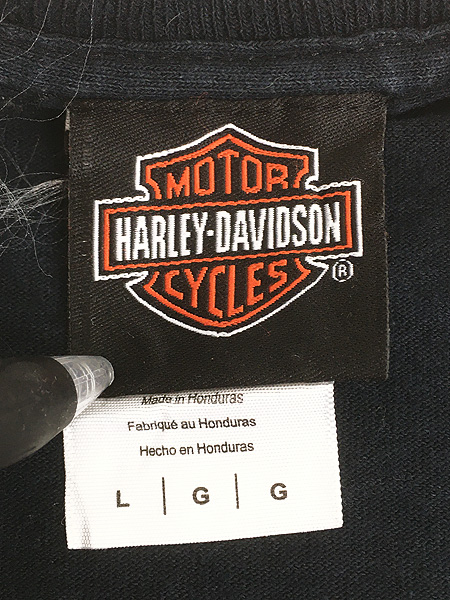 MOTOR
HARLEY-DAVIDSON
CYCLES
®
Made in Honduras
Fabriqué au Honduras
Hecho en Honduras
L | G | G